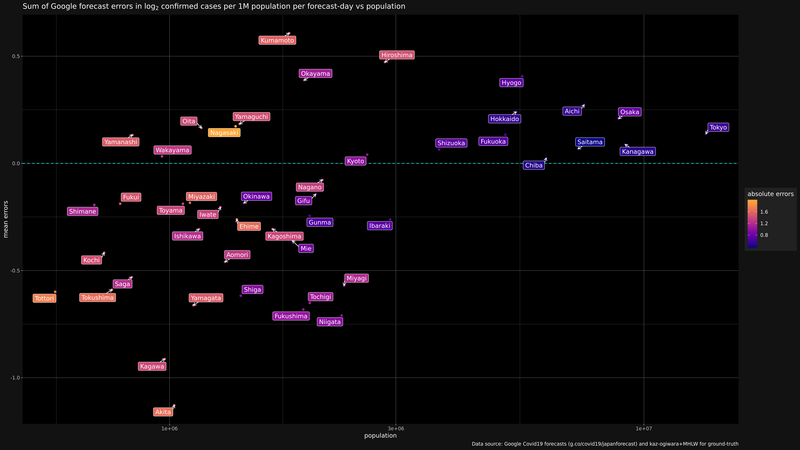 Sum of Google forecast errors in log2 confirmed cases per 1M population per forecast-day vs population
Kumamoto
Hiroshima
0.5
Okayama
Hyogo
Aichi
Osaka
Yamaguchi
Hokkaido
Oita
Tokyo
Nagasaki
Yamanashi
Shizuoka
Fukuoka
Saitama
Wakayama
Kanagawa
Kyoto
0.0
Chiba
Nagano
absolute errors
Fukui
Miyazaki
Okinawa
Gifu
1.6
Shimane
Toyama
Iwate
1.2
Ehime
Gunma
Ibaraki
mean errors
0.8
Ishikawa
Kagoshima
Mie
Kochi
Aomori
-0.5
Saga
Miyagi
Shiga
Tottori
Tokushima
Yamagata
Tochigi
Fukushima
Niigata
Kagawa
-1.0
Akita
1e+06
3e+06
1e+07
population
Data source: Google Covid19 forecasts (g.co/covid19/japanforecast) and kaz-ogiwara+MHLW for ground-truth